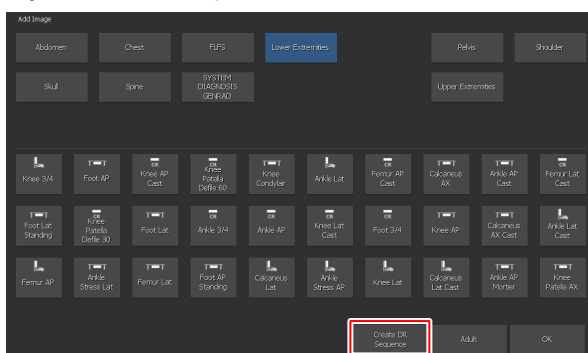 Add Image
Abdomen
Chest
FLFS
Lower Extremities
Pelvis
Shoulder
Skull
Spine
SYSTEM
DIAGNOSIS
GENRAD
Upper Extremities
Knee 3/4
Foot AP
CR
Knee AP
Cast
CR
Knee
Patella
Defile 60
Knee
Condylair
Ankle Lat
CR
Femur AP
Cast
Calcaneus
AX
Ankle AP
Cast
CR
Femur Lat
Cast
Foot Lat
Standing
CR
Knee
Patella
Defile 30
Foot Lat
CR
Ankle 3/4
CR
Ankle AP
Knee Lat
Cast
CR
Foot 3/4
Knee AP
Calcaneus
AX Cast
Ankle Lat
Cast
Femur AP
Ankle
Stress Lat
Femur Lat
Foot AP
Standing
Calcaneus
Lat
Ankle
Stress AP
Knee Lat
Calcaneus
Lat Cast
Ankle AP
Mortier
Knee
Patella AX
Create DR
Sequence
Adult
OK